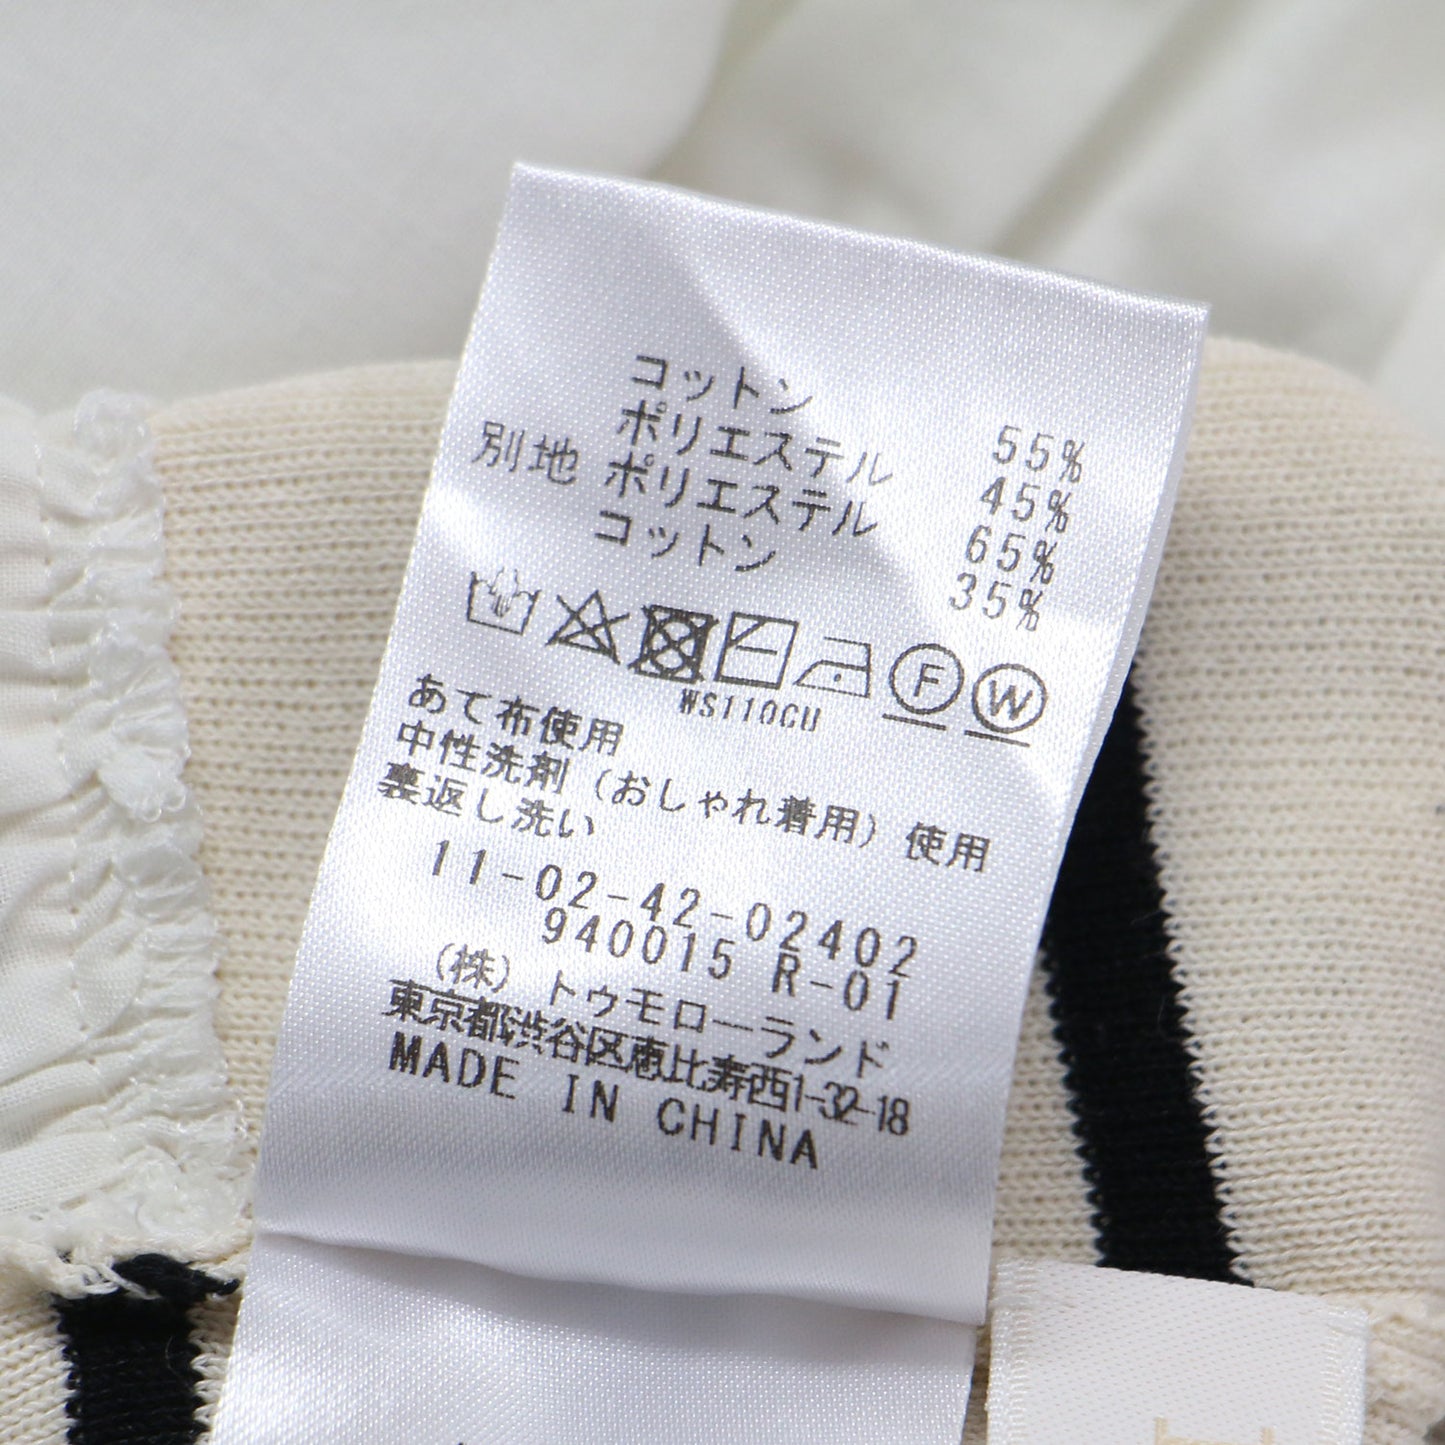 コットン 55%
ポリエステル 45%
別地 ポリエステル 65%
コットン 35%
F W
WS110CU
あて布使用
中性洗剤（おしゃれ着用）使用
裏返し洗い
11-02-42-02402
940015 R-01
（株）トゥモローランド
東京都渋谷区恵比寿西1-32-18
MADE IN CHINA